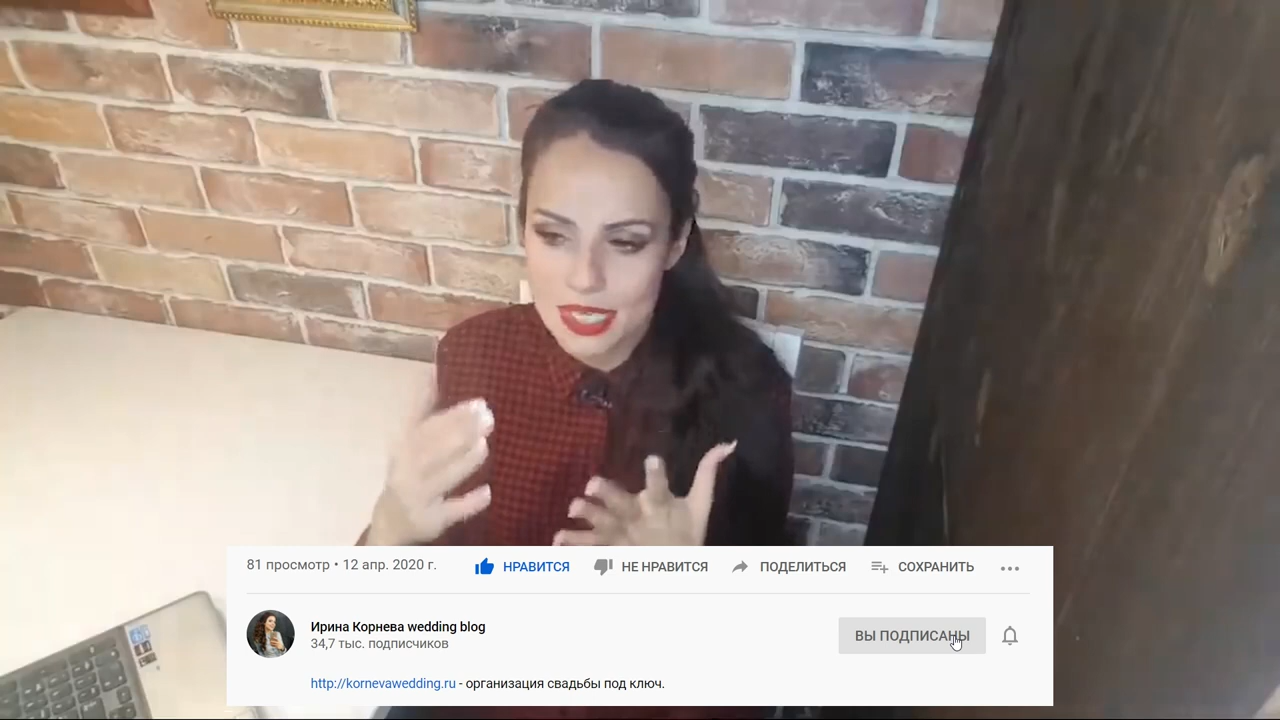 81 просмотр • 12 апр. 2020 г.
НРАВИТСЯ
НЕ НРАВИТСЯ
ПОДЕЛИТЬСЯ
СОХРАНИТЬ
Ирина Корнева wedding blog
34,7 тыс. подписчиков
ВЫ ПОДПИСАНЫ
http://kornevawedding.ru - организация свадьбы под ключ.